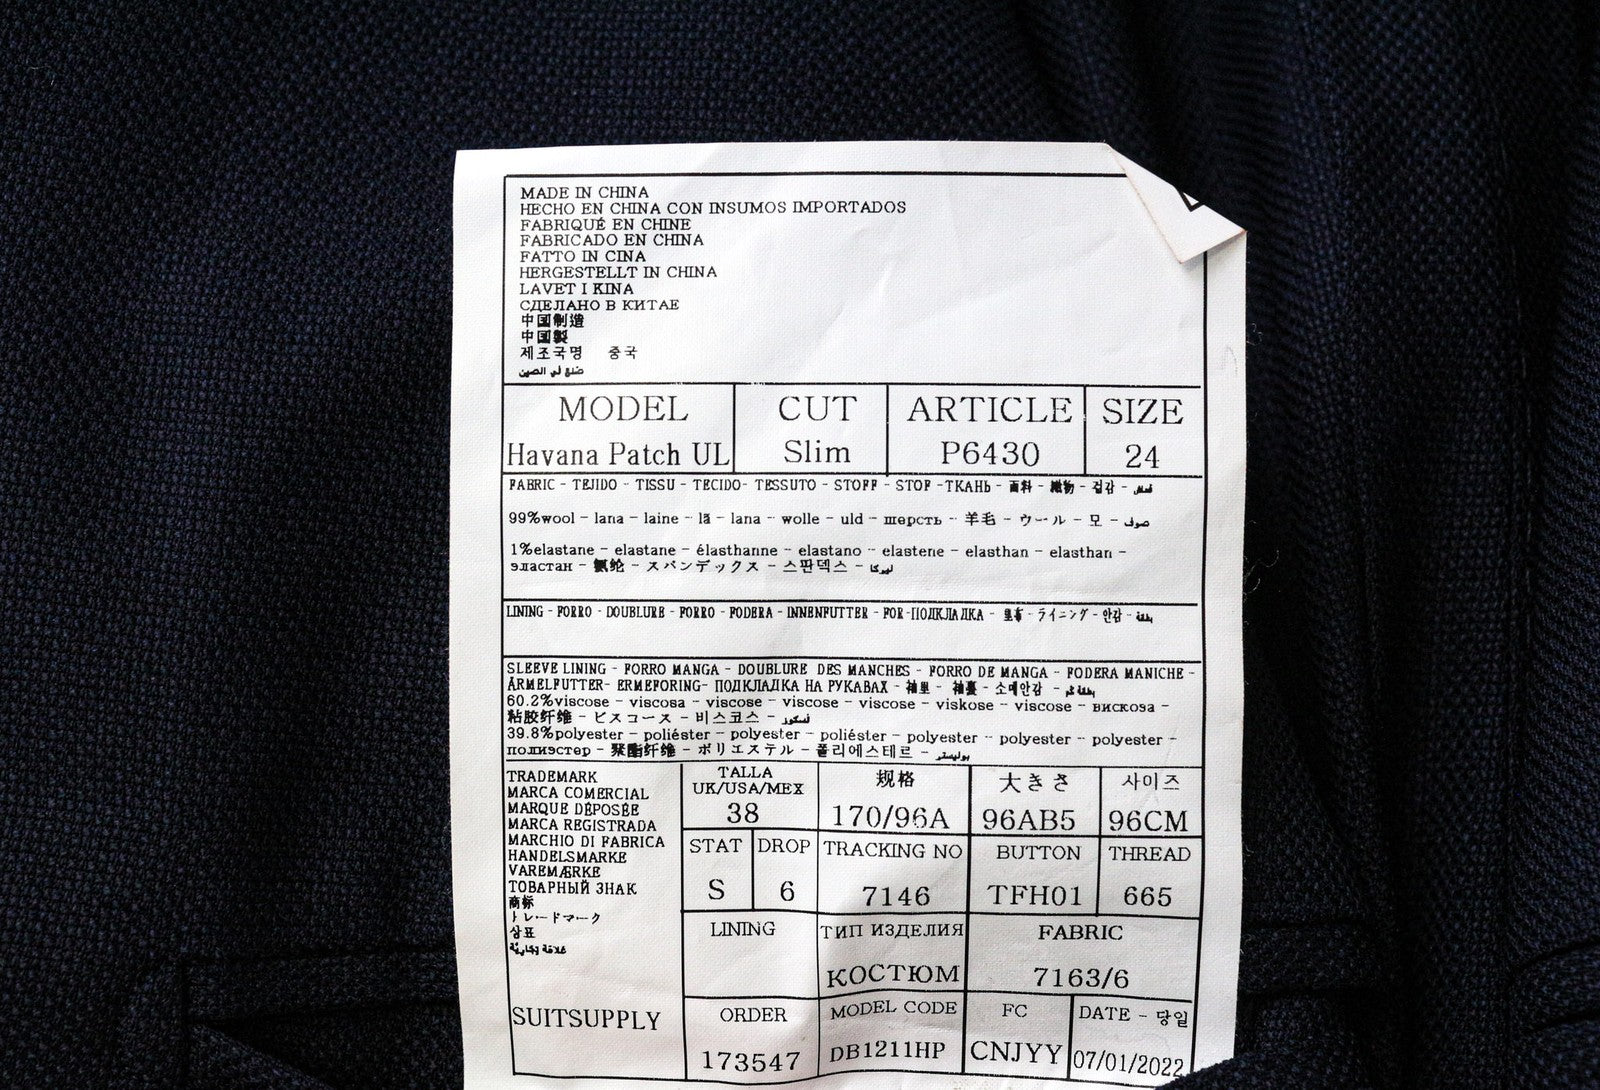 MADE IN CHINA
HECHO EN CHINA CON INSUMOS IMPORTADOS
FABRIQUÉ EN CHINE
FABRICADO EN CHINA
FATTO IN CINA
HERGESTELLT IN CHINA
LAVET I KINA
СДЕЛАНО В КИТАЕ
中国制造
中国製
제조국명 중국
صنع في الصين
MODEL CUT ARTICLE SIZE
Havana Patch UL Slim P6430 24
FABRIC - TEJIDO - TISSU - TECIDO- TESSUTO - STOFF - STOF -ТКАНЬ - 面料 - 織物 - 겉감 - قماش
99%wool - lana - laine - lã - lana - wolle - uld - шерсть - 羊毛 - ウール - 모 - صوف
1%elastane - elastane - élasthanne - elastano - elastene - elasthan - elasthan -
эластан - 氨纶 - スパンデックス - 스판덱스 - ليركا
LINING - FORRO - DOUBLURE - FORRO - FODERA - INNENFUTTER - FOR -ПОДКЛАДКА - 里布 - ライニング - 안감 - بطانة
SLEEVE LINING - FORRO MANGA - DOUBLURE DES MANCHES - FORRO DE MANGA - FODERA MANICHE -
ÄRMELFUTTER- ERMEFORING- ПОДКЛАДКА НА РУКАВАХ - 袖里 - 袖裏 - 소매안감 -
60.2%viscose - viscosa - viscose - viscose - viscose - viskose - viscose - вискоза -
粘胶纤维 - ビスコース - 비스코스 - فسكوز
39.8%polyester - poliéster - polyester - poliéster - polyester - polyester - polyester -
полиэстер - 聚酯纤维 - ポリエステル - 폴리에스테르 - بوليستر
TRADEMARK
MARCA COMERCIAL
MARQUE DÉPOSÉE
MARCA REGISTRADA
MARCHIO DI FABRICA
HANDELSMARKE
VAREMÆRKE
ТОВАРНЫЙ ЗНАК
商标
トレードマーク
상표
علامة تجارية
SUITSUPPLY
TALLA
UK/USA/MEX
38
规格
170/96A
大きさ
96AB5
사이즈
96CM
STAT DROP TRACKING NO BUTTON THREAD
S 6 7146 TFH01 665
LINING ТИП ИЗДЕЛИЯ FABRIC
КОСТЮМ 7163/6
ORDER MODEL CODE FC DATE - 당일
173547 DB1211HP CNJYY 07/01/2022